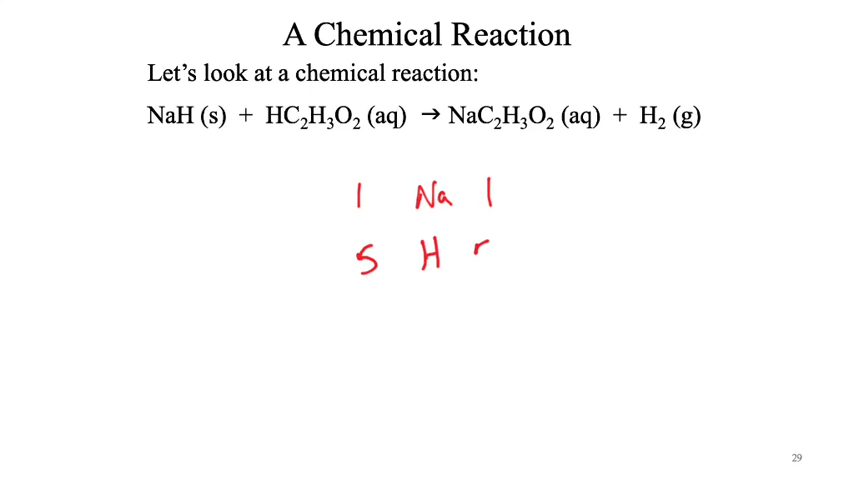 A Chemical Reaction
Let's look at a chemical reaction:
NaH (s) + HC₂H₃O₂ (aq) → NaC₂H₃O₂ (aq) + H₂ (g)
1 Na 1
5 H
29